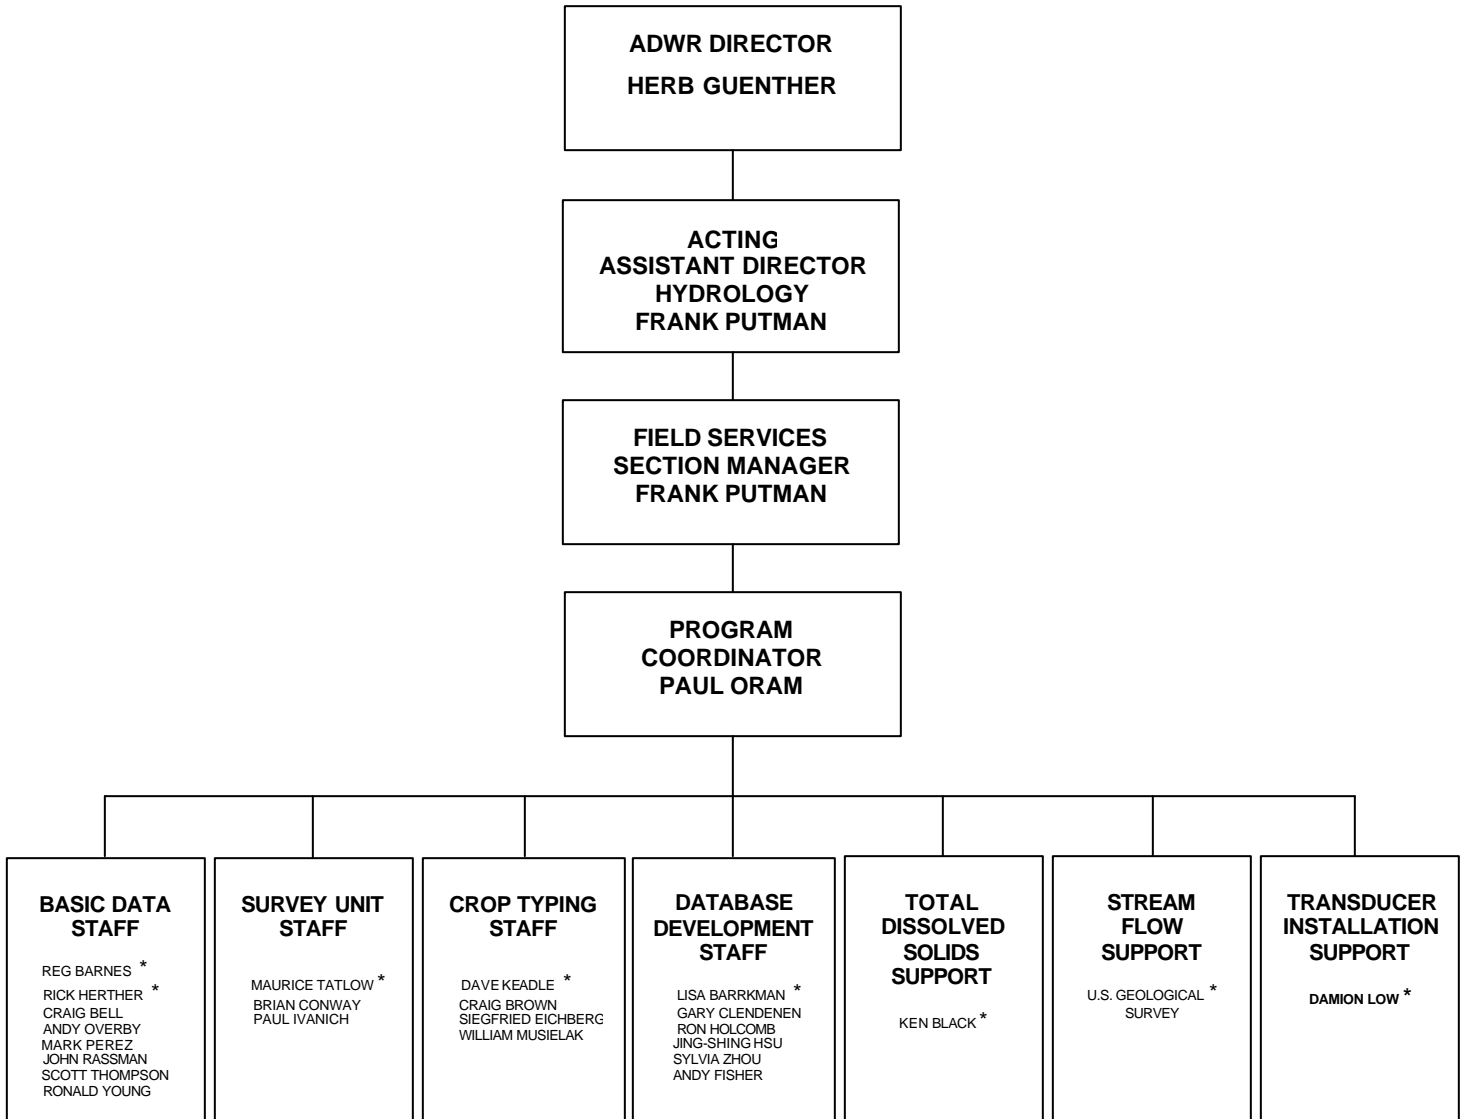 ADWR DIRECTOR
HERB GUENTHER
ACTING
ASSISTANT DIRECTOR
HYDROLOGY
FRANK PUTMAN
FIELD SERVICES
SECTION MANAGER
FRANK PUTMAN
PROGRAM
COORDINATOR
PAUL ORAM
BASIC DATA
STAFF
REG BARNES *
RICK HERTHER *
CRAIG BELL
ANDY OVERBY
MARK PEREZ
JOHN RASSMAN
SCOTT THOMPSON
RONALD YOUNG
SURVEY UNIT
STAFF
MAURICE TATLOW *
BRIAN CONWAY
PAUL IVANICH
CROP TYPING
STAFF
DAVE KEADLE *
CRAIG BROWN
SIEGFRIED EICHBERG
WILLIAM MUSIELAK
DATABASE
DEVELOPMENT
STAFF
LISA BARRKMAN *
GARY CLENDENEN
RON HOLCOMB
JING-SHING HSU
SYLVIA ZHOU
ANDY FISHER
TOTAL
DISSOLVED
SOLIDS
SUPPORT
KEN BLACK *
STREAM
FLOW
SUPPORT
U.S. GEOLOGICAL *
SURVEY
TRANSDUCER
INSTALLATION
SUPPORT
DAMION LOW *